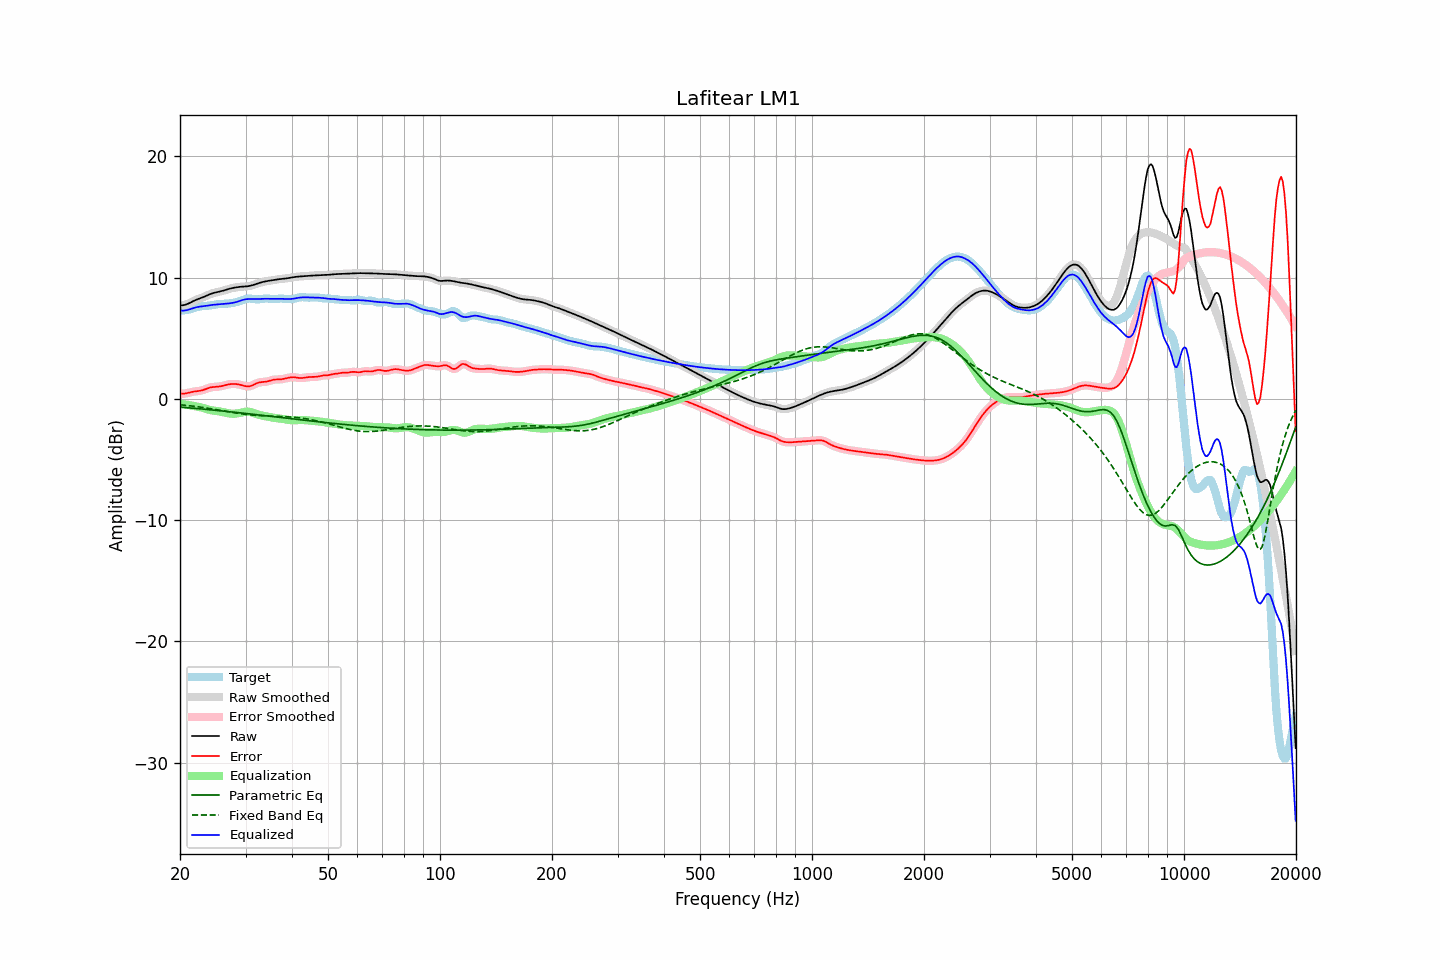 Lafitear LM1
Amplitude (dBr)
20
10
0
−10
−20
−30
Target
Raw Smoothed
Error Smoothed
Raw
Error
Equalization
Parametric Eq
Fixed Band Eq
Equalized
20 50 100 200 500 1000 2000 5000 10000 20000
Frequency (Hz)